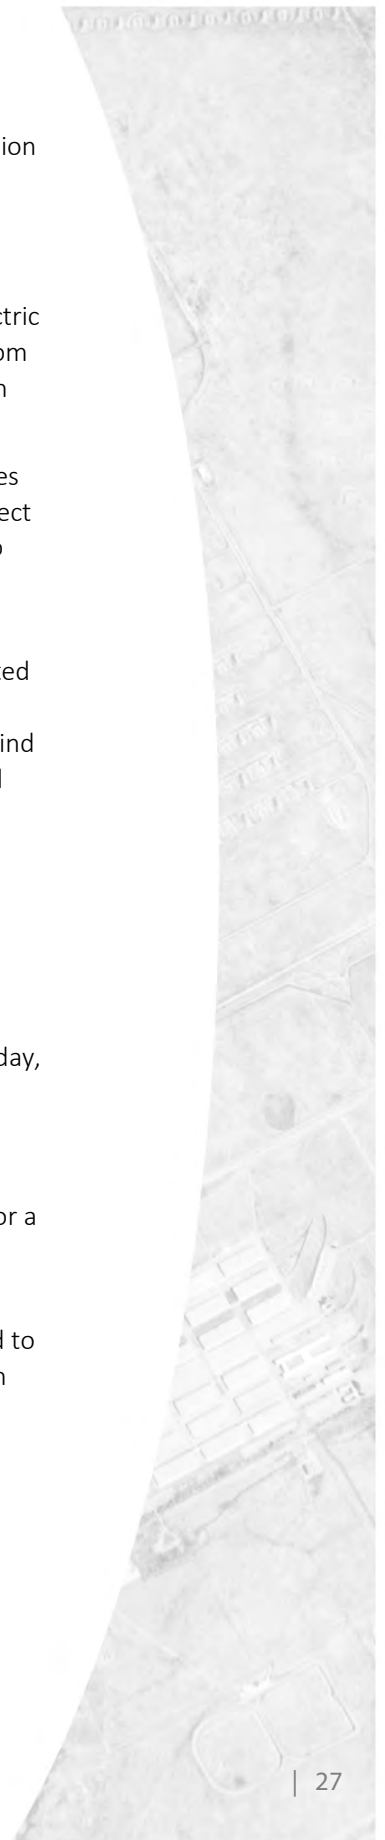 ion
ctric
om
n
es
ect
o
ted
ind
l
day,
or a
d to
n
| 27